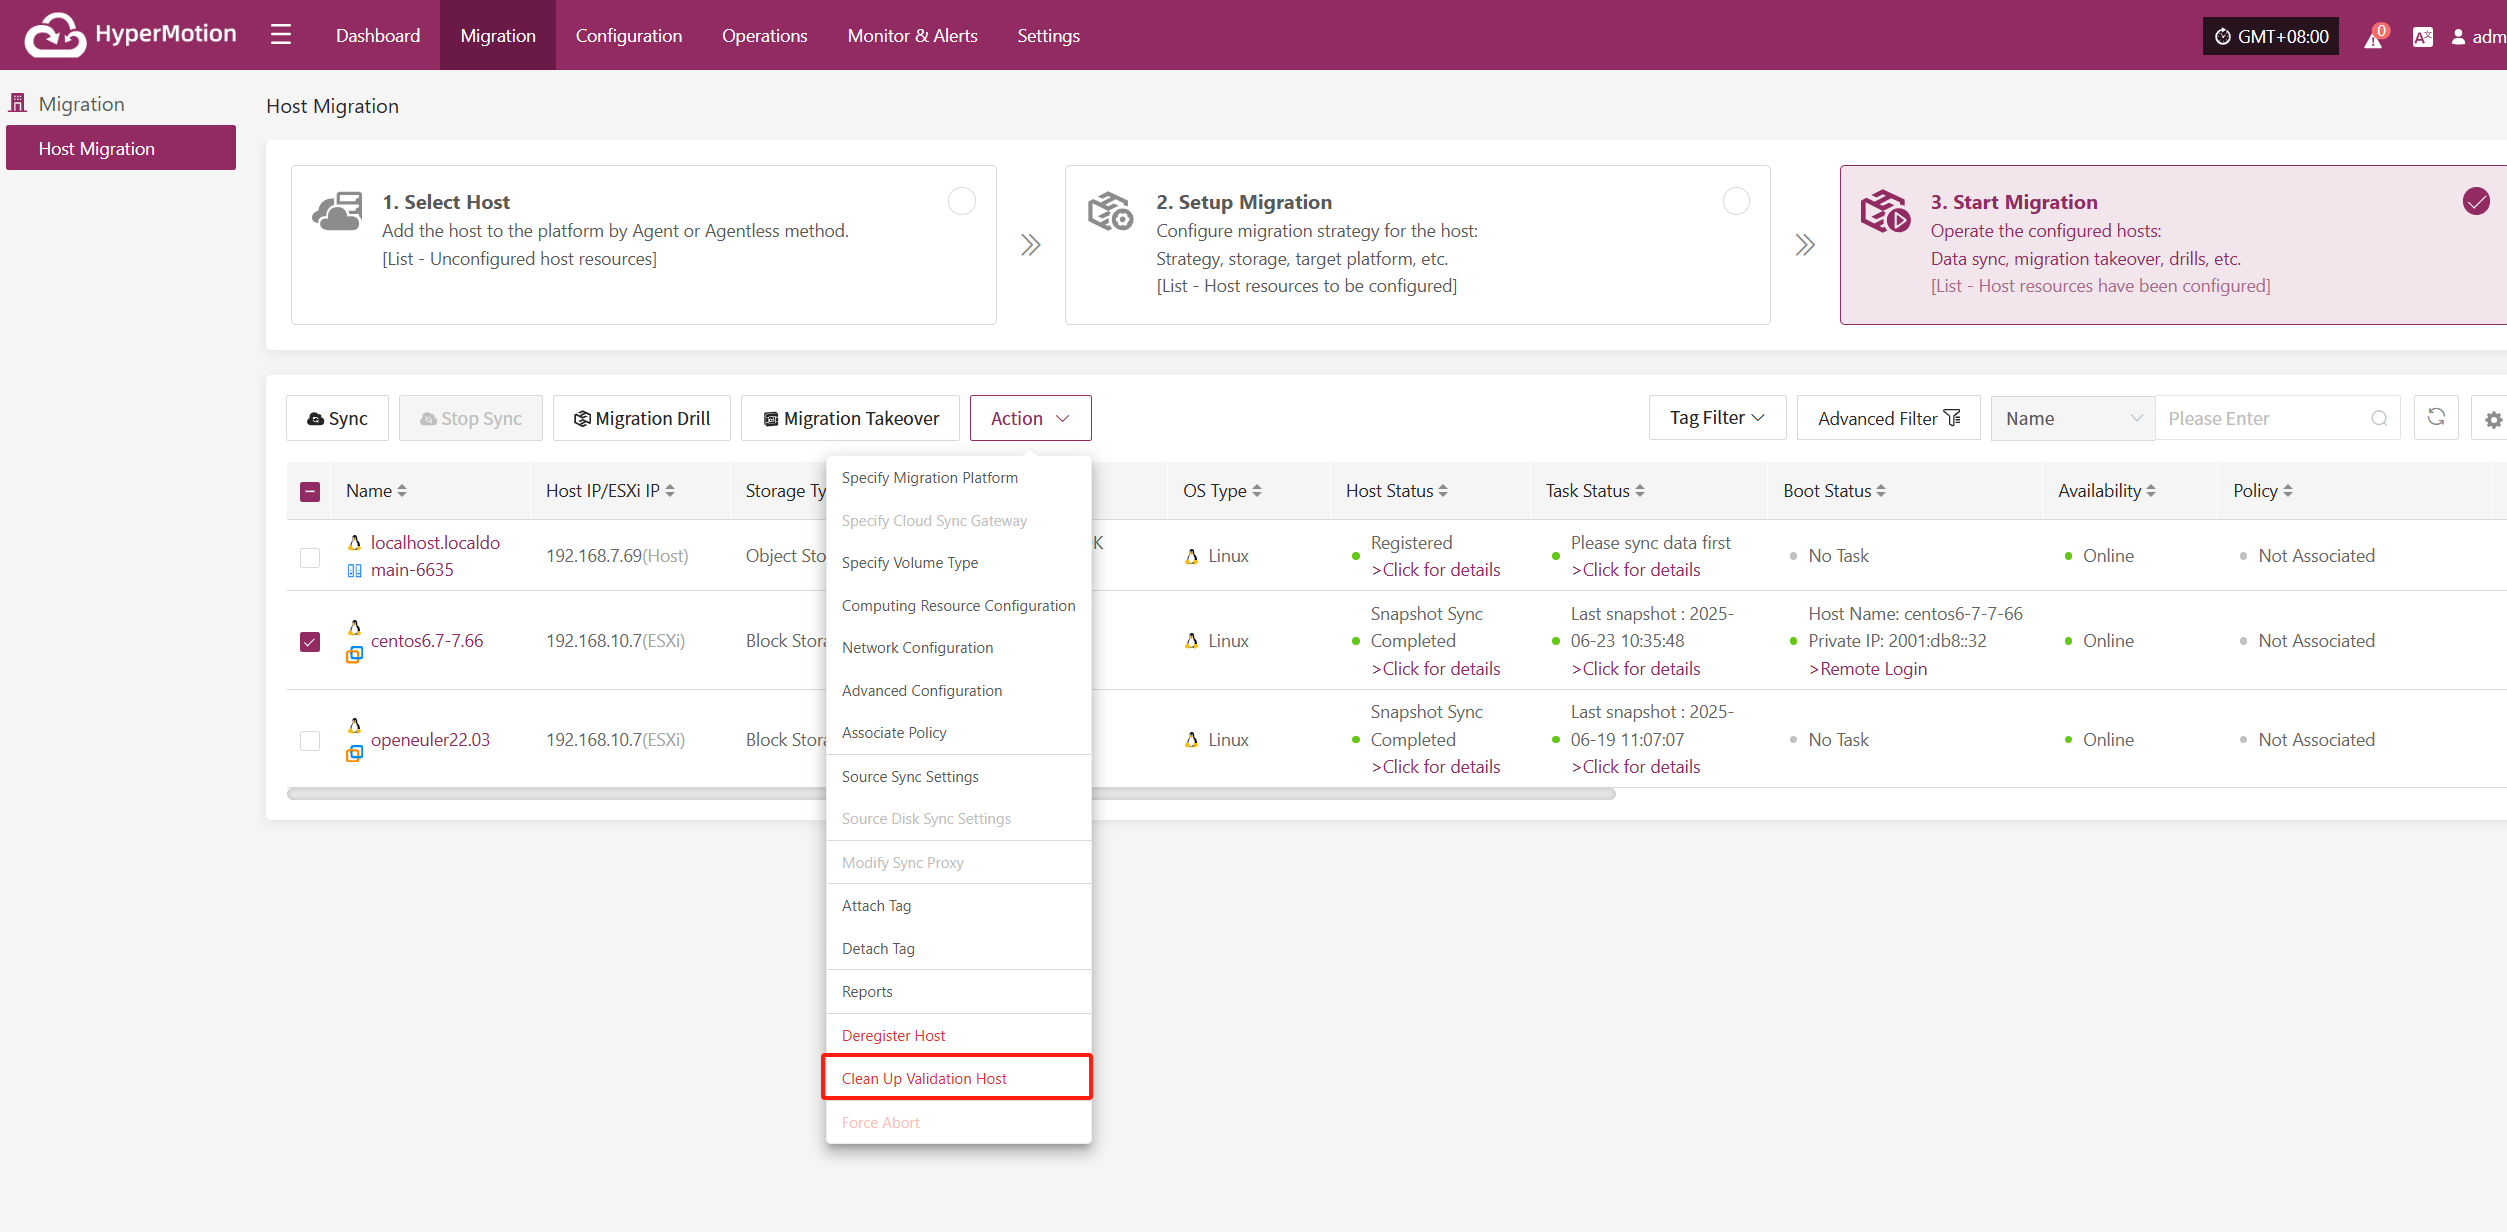 HyperMotion
Dashboard
Migration
Configuration
Operations
Monitor & Alerts
Settings
GMT+08:00
0
adm
Migration
Host Migration
Host Migration
1. Select Host
Add the host to the platform by Agent or Agentless method.
[List - Unconfigured host resources]
2. Setup Migration
Configure migration strategy for the host:
Strategy, storage, target platform, etc.
[List - Host resources to be configured]
3. Start Migration
Operate the configured hosts:
Data sync, migration takeover, drills, etc.
[List - Host resources have been configured]
Sync
Stop Sync
Migration Drill
Migration Takeover
Action
Tag Filter
Advanced Filter
Name
Please Enter
Name
Host IP/ESXi IP
Storage Ty
OS Type
Host Status
Task Status
Boot Status
Availability
Policy
localhost.localdo
main-6635
192.168.7.69(Host)
Object Sto
K
Linux
Registered
>Click for details
Please sync data first
>Click for details
No Task
Online
Not Associated
centos6.7-7.66
192.168.10.7(ESXi)
Block Stora
Linux
Snapshot Sync
Completed
>Click for details
Last snapshot : 2025-
06-23 10:35:48
>Click for details
Host Name: centos6-7-7-66
Private IP: 2001:db8::32
>Remote Login
Online
Not Associated
openeuler22.03
192.168.10.7(ESXi)
Block Stora
Linux
Snapshot Sync
Completed
>Click for details
Last snapshot : 2025-
06-19 11:07:07
>Click for details
No Task
Online
Not Associated
Specify Migration Platform
Specify Cloud Sync Gateway
Specify Volume Type
Computing Resource Configuration
Network Configuration
Advanced Configuration
Associate Policy
Source Sync Settings
Source Disk Sync Settings
Modify Sync Proxy
Attach Tag
Detach Tag
Reports
Deregister Host
Clean Up Validation Host
Force Abort